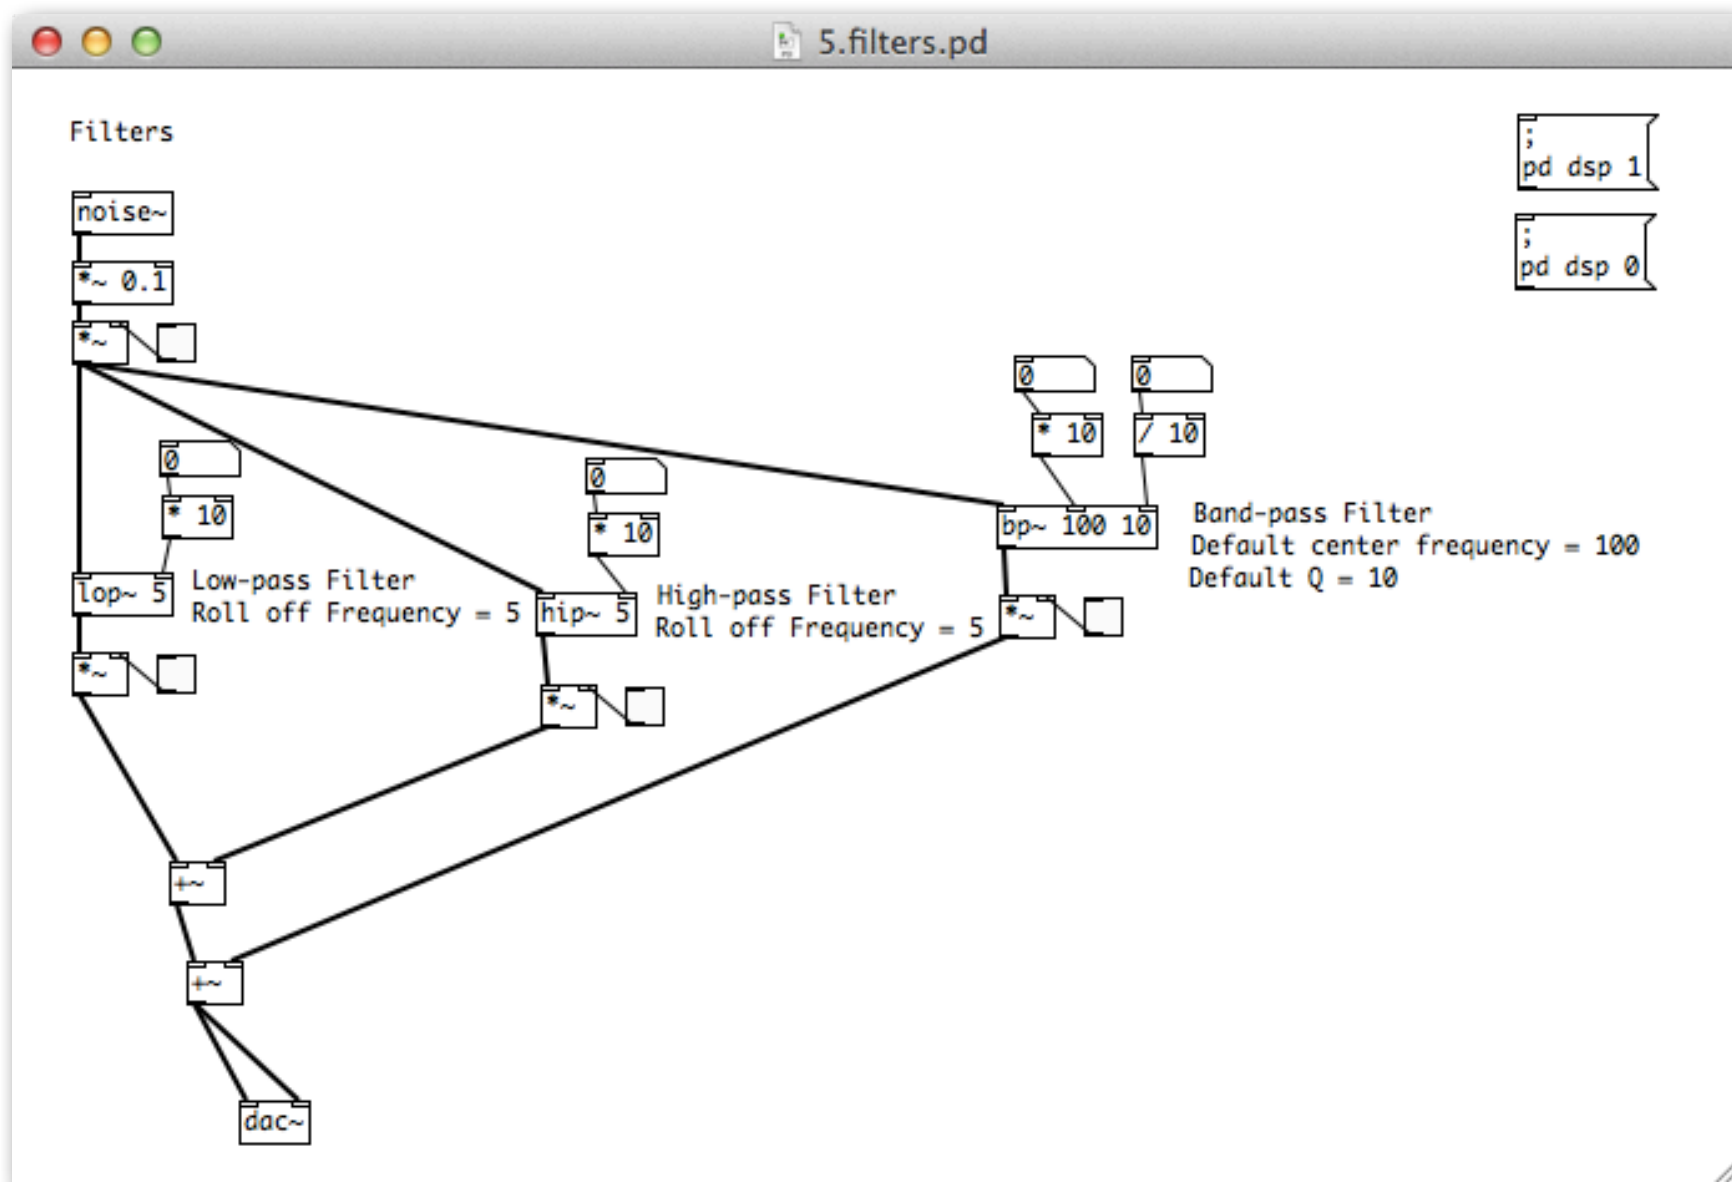 5.filters.pd
Filters
;
pd dsp 1
;
pd dsp 0
noise~
*~ 0.1
*~
0
* 10
lop~ 5
Low-pass Filter
Roll off Frequency = 5
*~
0
* 10
hip~ 5
High-pass Filter
Roll off Frequency = 5
*~
0
0
* 10
/ 10
bp~ 100 10
Band-pass Filter
Default center frequency = 100
Default Q = 10
*~
+~
+~
dac~